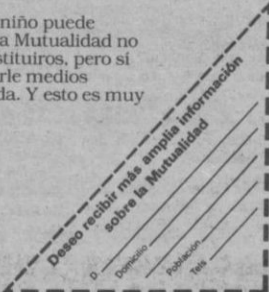 niño puede
a Mutualidad no
stituiros, pero sí
rle medios
da. Y esto es muy
Deseo recibir más amplia información
sobre la Mutualidad
D.
Domicilio
Población
Tels